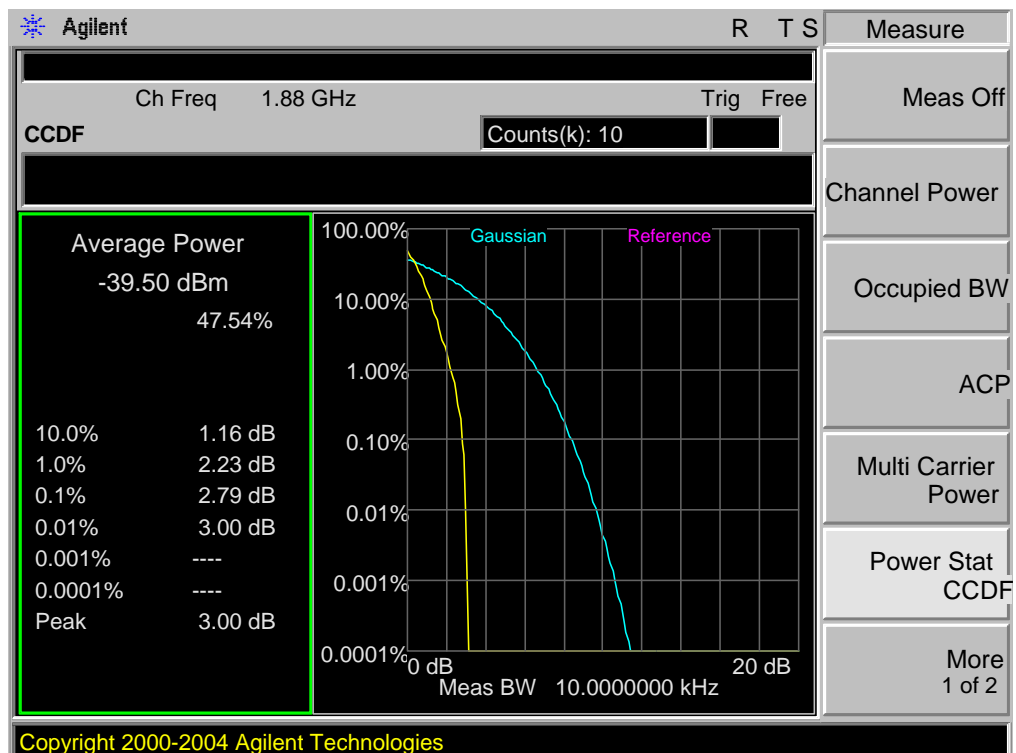 Agilent R T S Measure
Ch Freq 1.88 GHz Trig Free
CCDF Counts(k): 10
Average Power
-39.50 dBm
47.54%
10.0% 1.16 dB
1.0% 2.23 dB
0.1% 2.79 dB
0.01% 3.00 dB
0.001% ----
0.0001% ----
Peak 3.00 dB
Gaussian Reference
100.00%
10.00%
1.00%
0.10%
0.01%
0.001%
0.0001%
0 dB 20 dB
Meas BW 10.0000000 kHz
Meas Off
Channel Power
Occupied BW
ACP
Multi Carrier
Power
Power Stat
CCDF
More
1 of 2
Copyright 2000-2004 Agilent Technologies